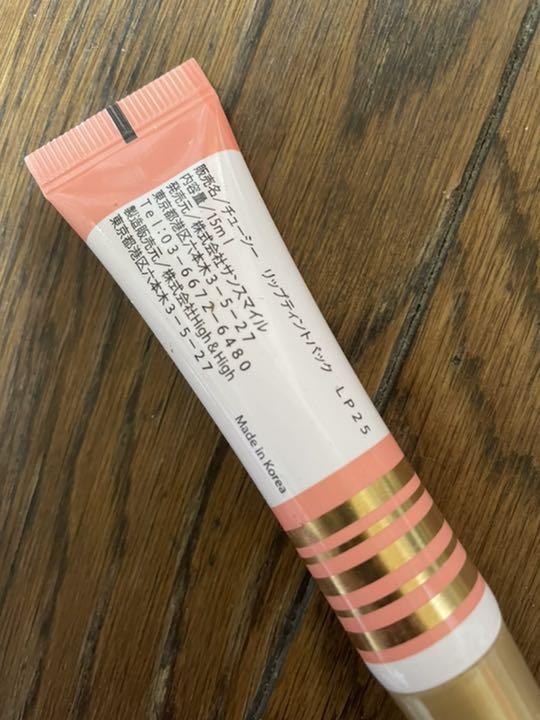 販売名/チューシー　リップティントパック　LP25
内容量/15ml
発売元/株式会社サンスマイル
東京都港区六本木3-5-27
Tel:03-6672-6480
製造販売元/株式会社High&High
東京都港区六本木3-5-27
Made in Korea